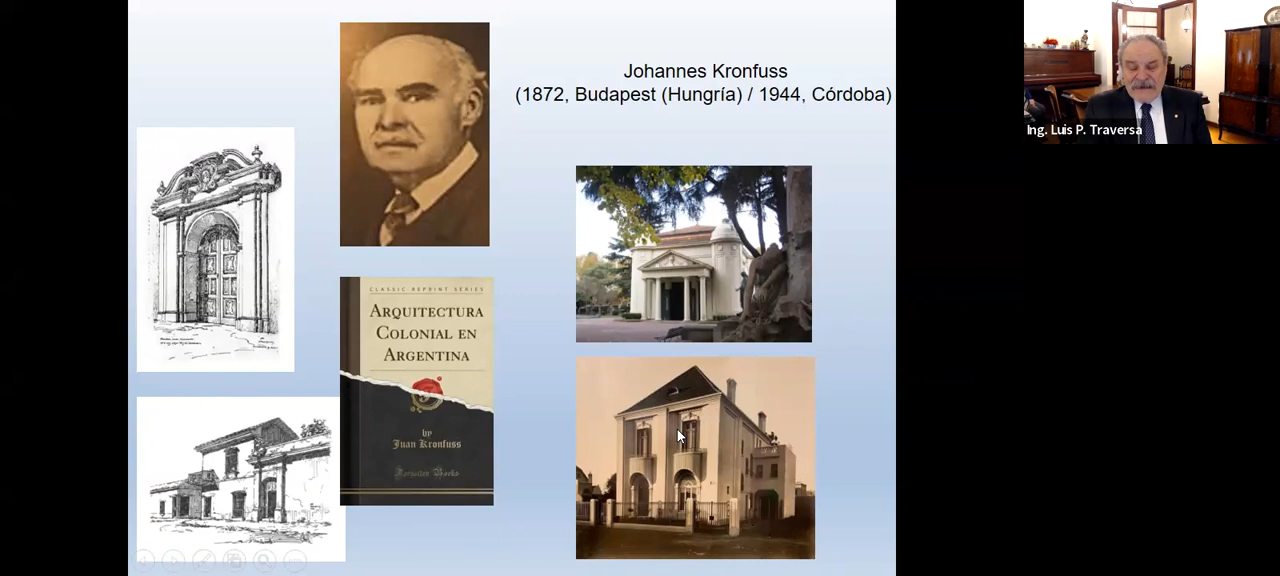 Johannes Kronfuss
(1872, Budapest (Hungría) / 1944, Córdoba)
Ing. Luis P. Traversa
CLASSIC REPRINT SERIES
ARQUITECTURA
COLONIAL EN
ARGENTINA
by
Juan Kronfuss
Forgotten Books